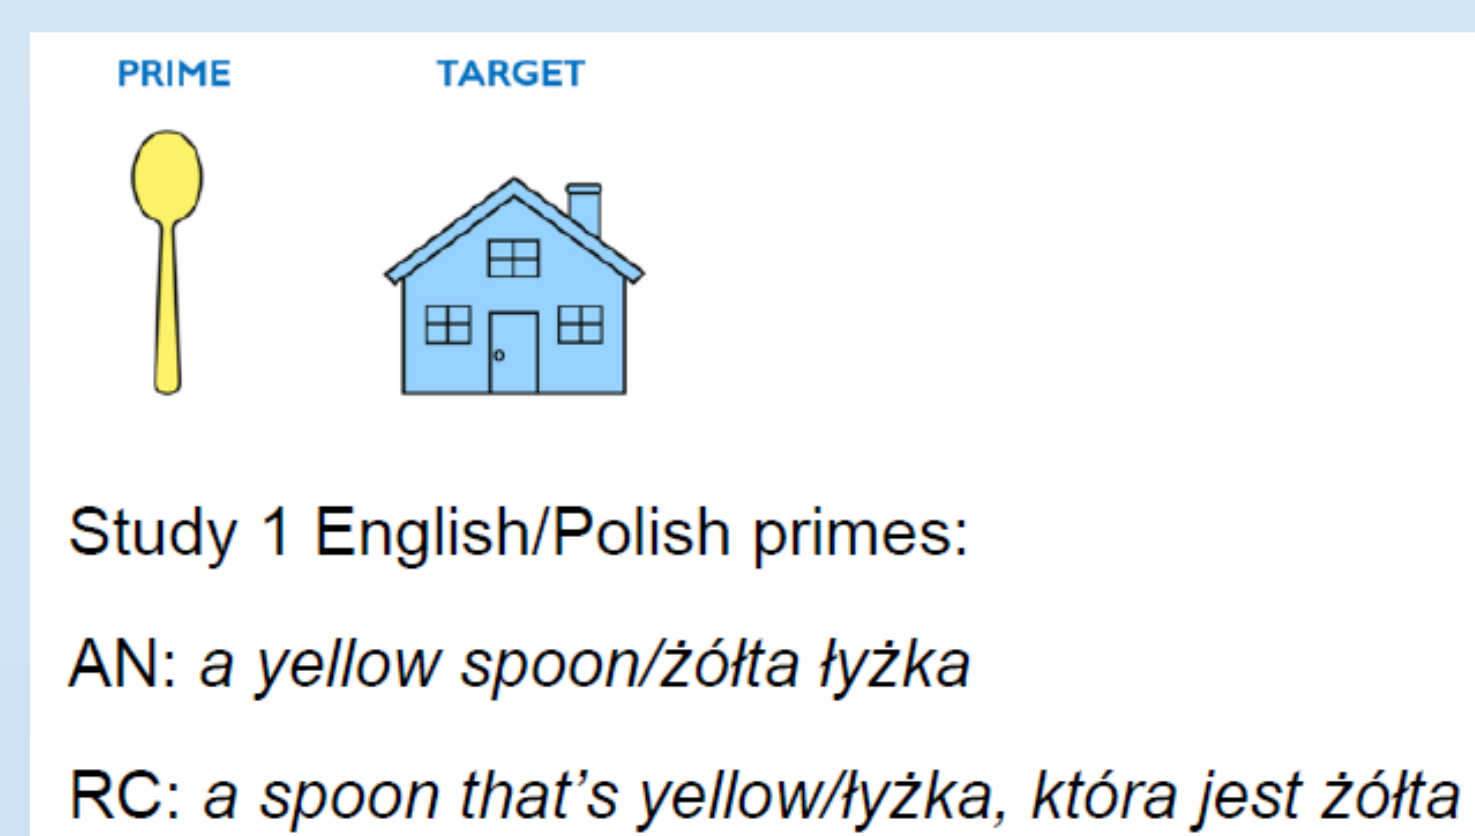 PRIME TARGET
Study 1 English/Polish primes:
AN: a yellow spoon/żółta łyżka
RC: a spoon that's yellow/łyżka, która jest żółta